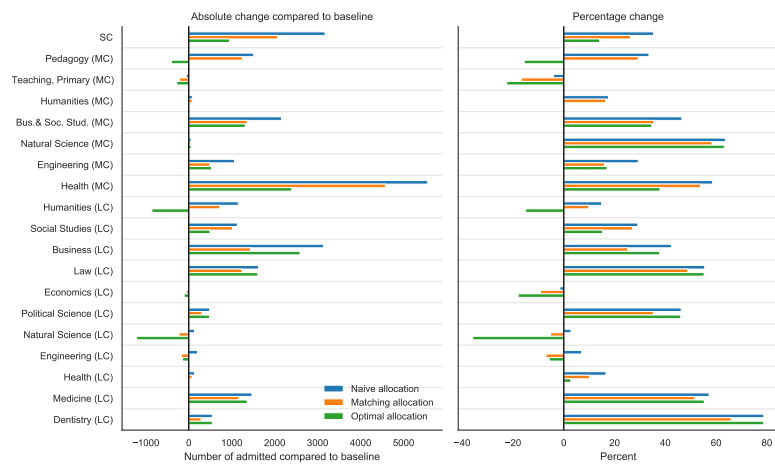 Absolute change compared to baseline
Percentage change
SC
Pedagogy (MC)
Teaching, Primary (MC)
Humanities (MC)
Bus.& Soc. Stud. (MC)
Natural Science (MC)
Engineering (MC)
Health (MC)
Humanities (LC)
Social Studies (LC)
Business (LC)
Law (LC)
Economics (LC)
Political Science (LC)
Natural Science (LC)
Engineering (LC)
Health (LC)
Medicine (LC)
Dentistry (LC)
Naive allocation
Matching allocation
Optimal allocation
−1000 0 1000 2000 3000 4000 5000
−40 −20 0 20 40 60 80
Number of admitted compared to baseline
Percent